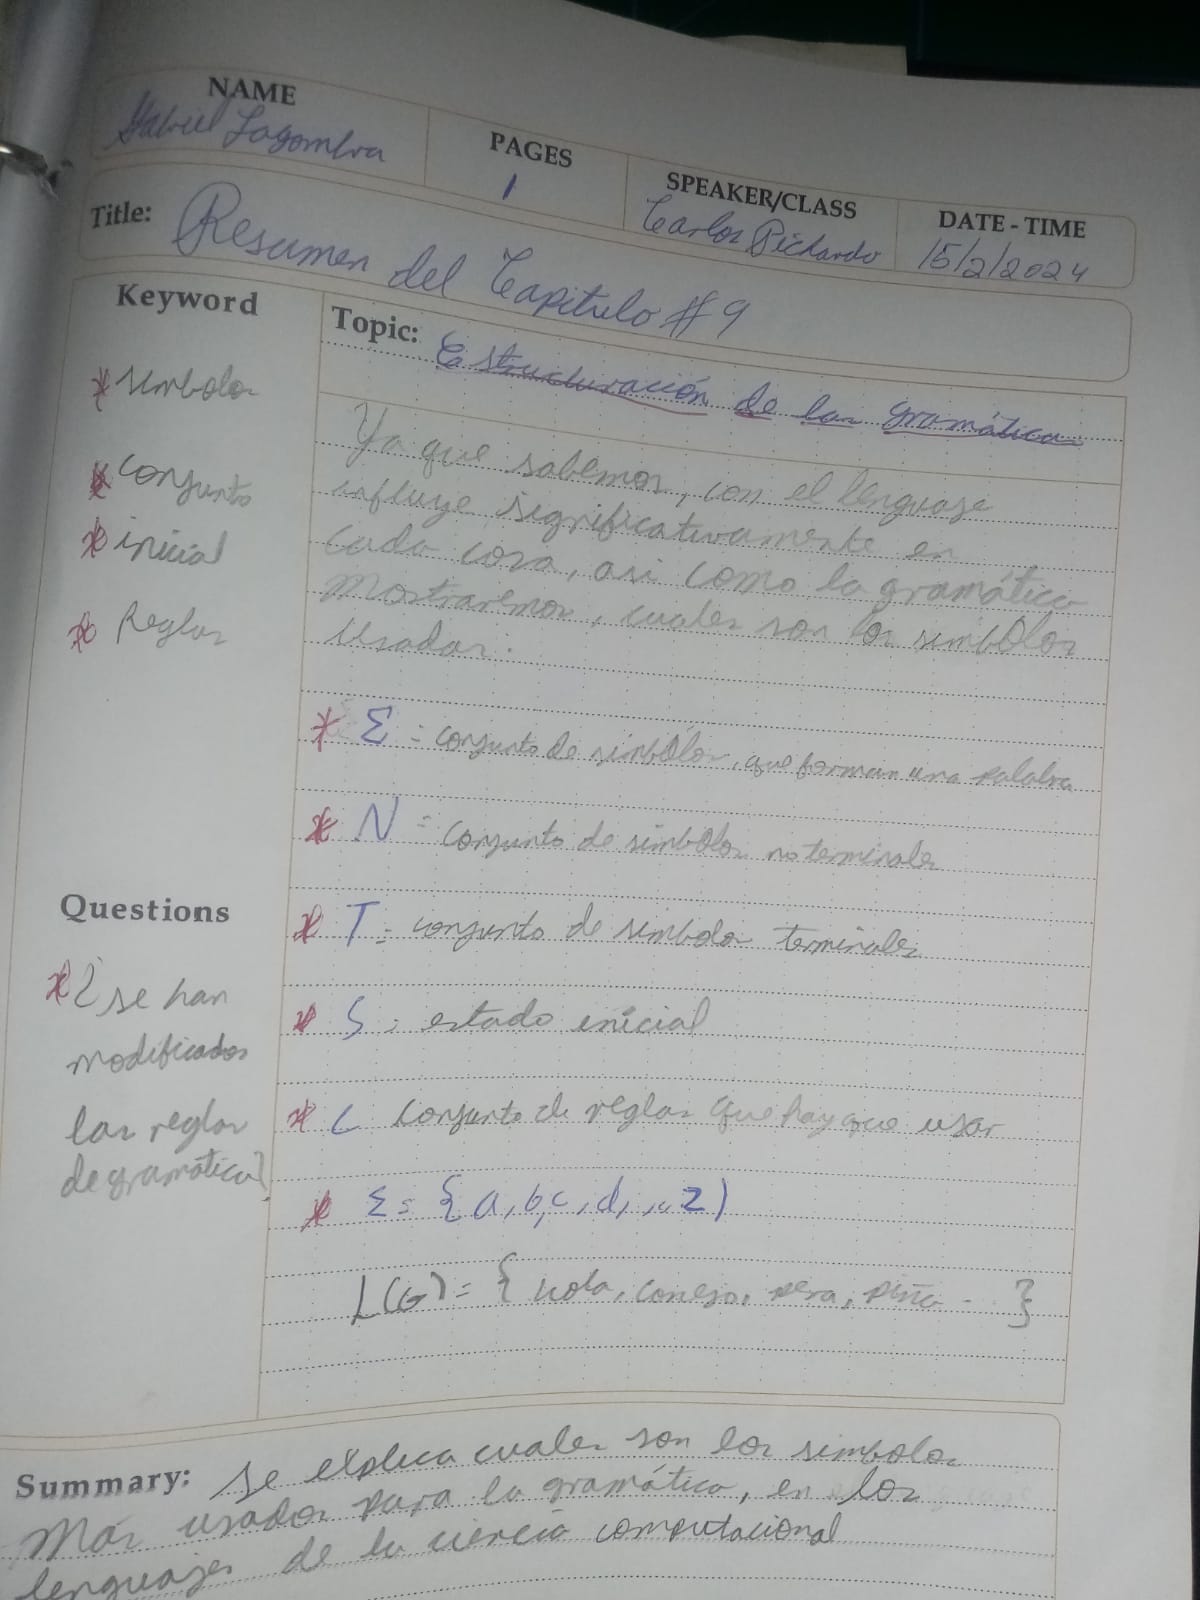 NAME
Gabriel Lagombra
PAGES
1
SPEAKER/CLASS
Carlos Pichardo
DATE - TIME
15/2/2024
Title: Resumen del Capitulo #9
Keyword
* simbolos
* conjunto
* inicial
* Reglas
Questions
* ¿se han
modificados
las reglas
de gramática?
Topic: Estructuración de las gramáticas
Ya que sabemos, con el lenguaje
influye significativamente en
cada cosa, asi como la gramática
Mostraremos, cuales son los simbolos
Usados.
* Σ = conjunto de simbolos, que forman una palabra
* N = conjunto de simbolos no terminales
* T = conjunto de simbolos terminales
* S = estado inicial
* C conjunto de reglas que hay que usar
* Σ = {a, b, c, d, ... z)
L(G) = { hola, conejo, pera, piña ... }
Summary: se explica cuales son los simbolos
Más usados para la gramática, en los
lenguajes de la ciencia computacional